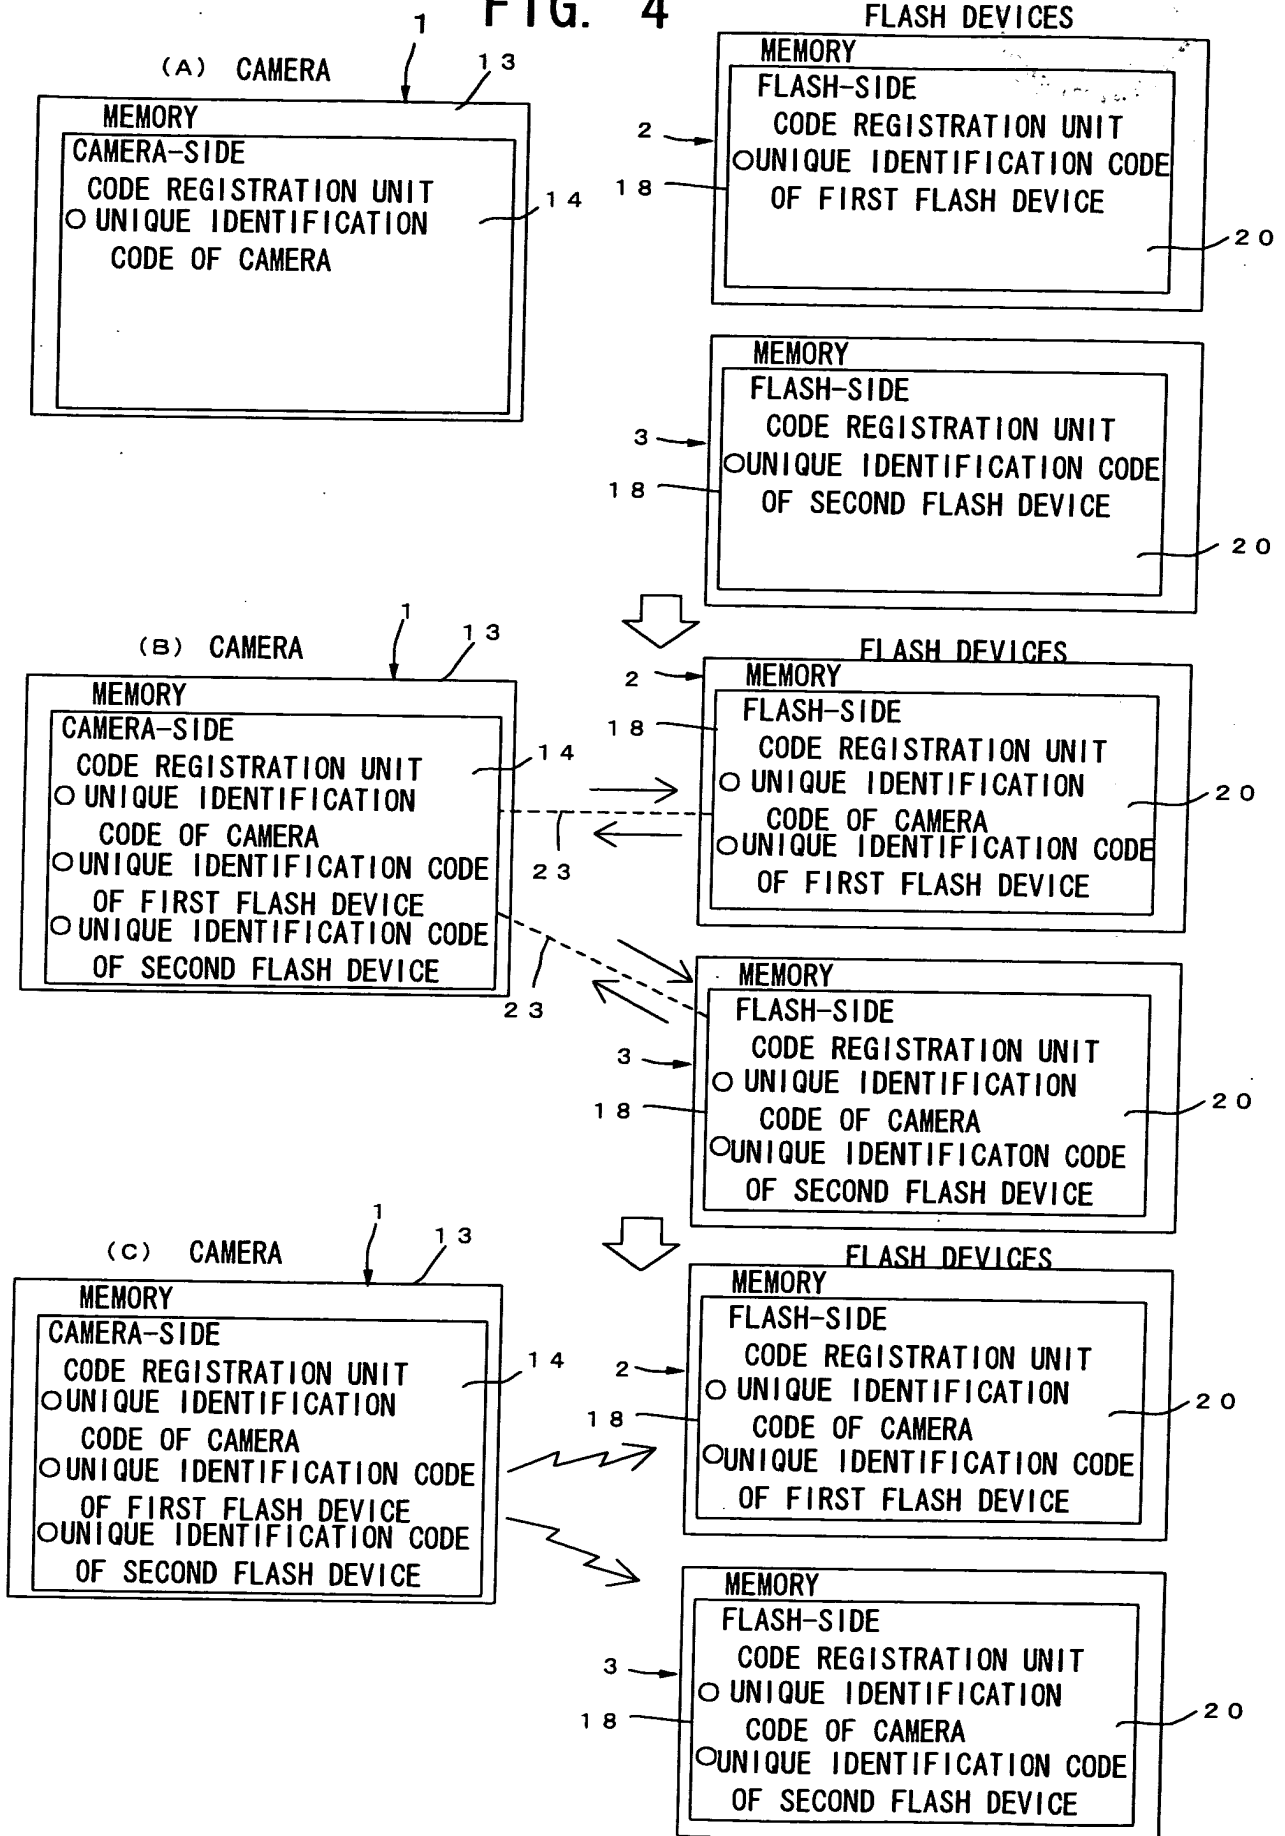 FIG. 4
(A) CAMERA
1
13
MEMORY
CAMERA-SIDE
CODE REGISTRATION UNIT
UNIQUE IDENTIFICATION
CODE OF CAMERA
14
FLASH DEVICES
MEMORY
FLASH-SIDE
CODE REGISTRATION UNIT
UNIQUE IDENTIFICATION CODE
OF FIRST FLASH DEVICE
2
18
20
MEMORY
FLASH-SIDE
CODE REGISTRATION UNIT
UNIQUE IDENTIFICATION CODE
OF SECOND FLASH DEVICE
3
18
20
(B) CAMERA
1
13
MEMORY
CAMERA-SIDE
CODE REGISTRATION UNIT
UNIQUE IDENTIFICATION
CODE OF CAMERA
UNIQUE IDENTIFICATION CODE
OF FIRST FLASH DEVICE
UNIQUE IDENTIFICATION CODE
OF SECOND FLASH DEVICE
14
23
23
FLASH DEVICES
2
MEMORY
18
FLASH-SIDE
CODE REGISTRATION UNIT
UNIQUE IDENTIFICATION
CODE OF CAMERA
UNIQUE IDENTIFICATION CODE
OF FIRST FLASH DEVICE
20
MEMORY
FLASH-SIDE
CODE REGISTRATION UNIT
UNIQUE IDENTIFICATION
CODE OF CAMERA
UNIQUE IDENTIFICATON CODE
OF SECOND FLASH DEVICE
3
18
20
(C) CAMERA
1
13
MEMORY
CAMERA-SIDE
CODE REGISTRATION UNIT
UNIQUE IDENTIFICATION
CODE OF CAMERA
UNIQUE IDENTIFICATION CODE
OF FIRST FLASH DEVICE
UNIQUE IDENTIFICATION CODE
OF SECOND FLASH DEVICE
14
FLASH DEVICES
MEMORY
FLASH-SIDE
CODE REGISTRATION UNIT
UNIQUE IDENTIFICATION
CODE OF CAMERA
UNIQUE IDENTIFICATION CODE
OF FIRST FLASH DEVICE
2
18
20
MEMORY
FLASH-SIDE
CODE REGISTRATION UNIT
UNIQUE IDENTIFICATION
CODE OF CAMERA
UNIQUE IDENTIFICATION CODE
OF SECOND FLASH DEVICE
3
18
20